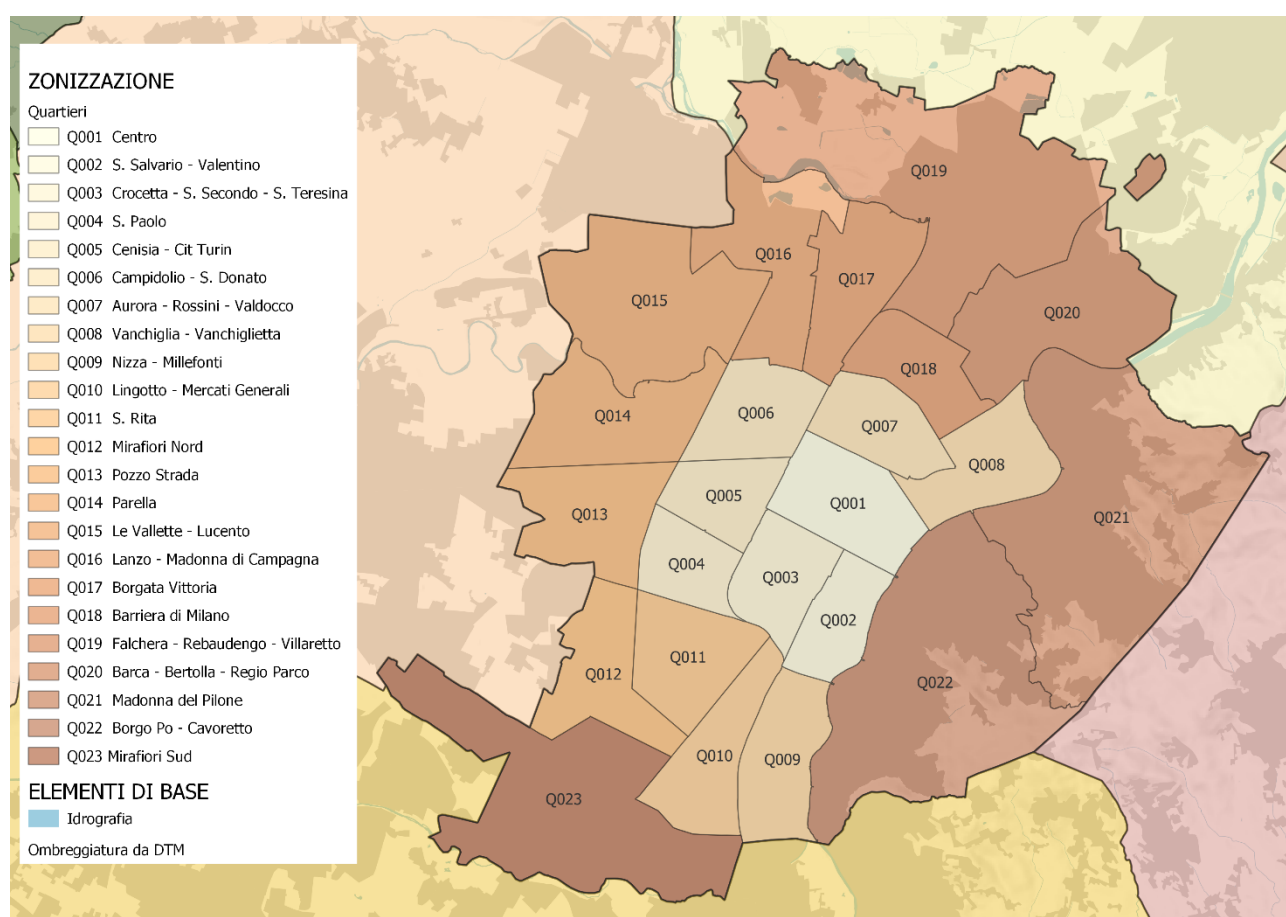 ZONIZZAZIONE
Quartieri
Q001 Centro
Q002 S. Salvario - Valentino
Q003 Crocetta - S. Secondo - S. Teresina
Q004 S. Paolo
Q005 Cenisia - Cit Turin
Q006 Campidolio - S. Donato
Q007 Aurora - Rossini - Valdocco
Q008 Vanchiglia - Vanchiglietta
Q009 Nizza - Millefonti
Q010 Lingotto - Mercati Generali
Q011 S. Rita
Q012 Mirafiori Nord
Q013 Pozzo Strada
Q014 Parella
Q015 Le Vallette - Lucento
Q016 Lanzo - Madonna di Campagna
Q017 Borgata Vittoria
Q018 Barriera di Milano
Q019 Falchera - Rebaudengo - Villaretto
Q020 Barca - Bertolla - Regio Parco
Q021 Madonna del Pilone
Q022 Borgo Po - Cavoretto
Q023 Mirafiori Sud
ELEMENTI DI BASE
Idrografia
Ombreggiatura da DTM
Q019
Q016
Q017
Q015
Q020
Q018
Q014
Q006
Q007
Q008
Q005
Q001
Q013
Q021
Q004
Q003
Q002
Q011
Q012
Q022
Q010
Q009
Q023